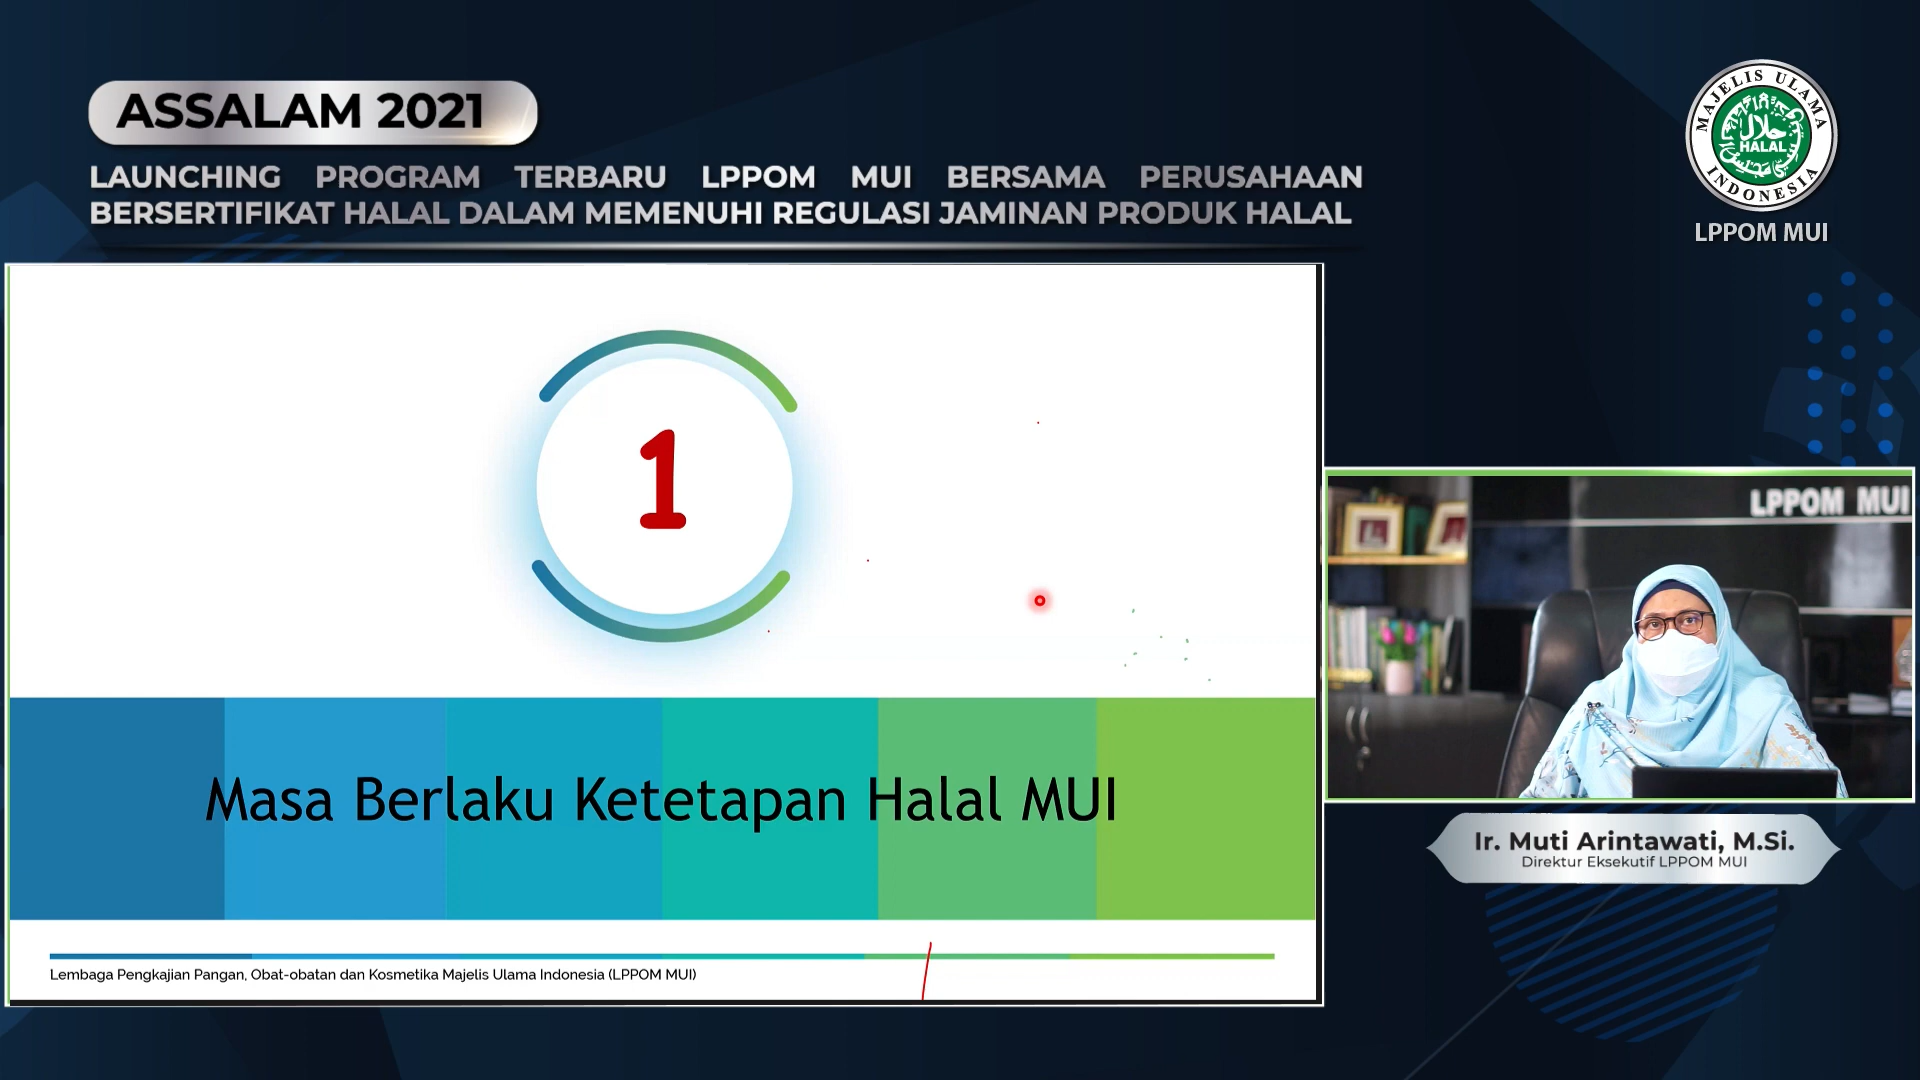 ASSALAM 2021
LAUNCHING PROGRAM TERBARU LPPOM MUI BERSAMA PERUSAHAAN
BERSERTIFIKAT HALAL DALAM MEMENUHI REGULASI JAMINAN PRODUK HALAL
MAJELIS ULAMA
حلال
HALAL
INDONESIA
LPPOM MUI
1
Masa Berlaku Ketetapan Halal MUI
Lembaga Pengkajian Pangan, Obat-obatan dan Kosmetika Majelis Ulama Indonesia (LPPOM MUI)
LPPOM MUI
Ir. Muti Arintawati, M.Si.
Direktur Eksekutif LPPOM MUI